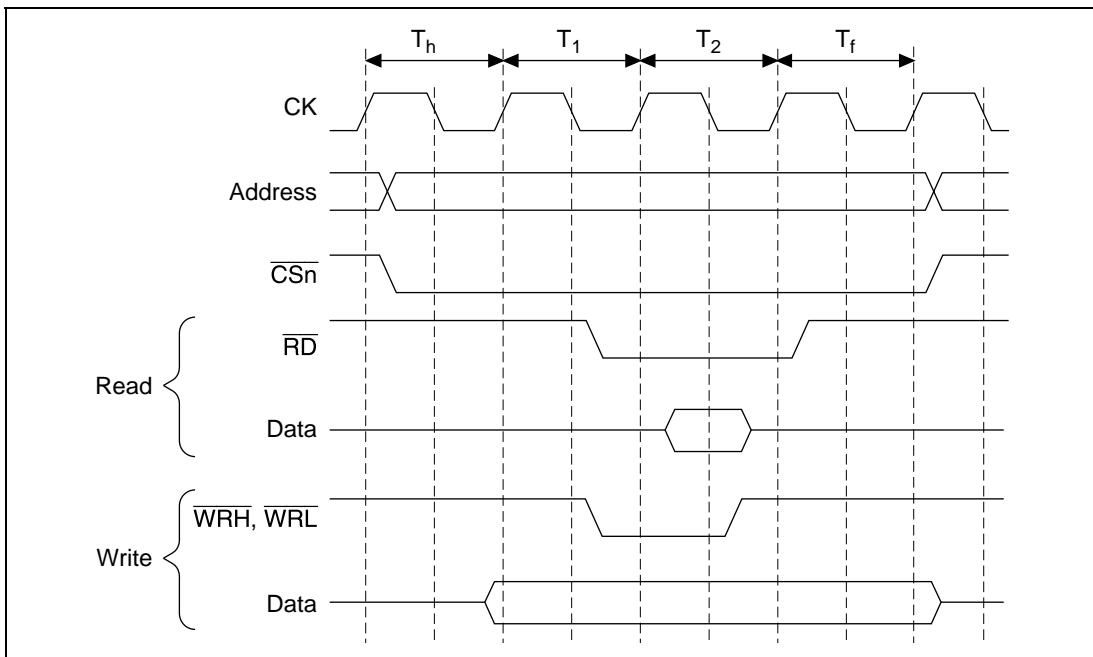 Th T1 T2 Tf
CK
Address
CSn
RD
Read
Data
WRH, WRL
Write
Data